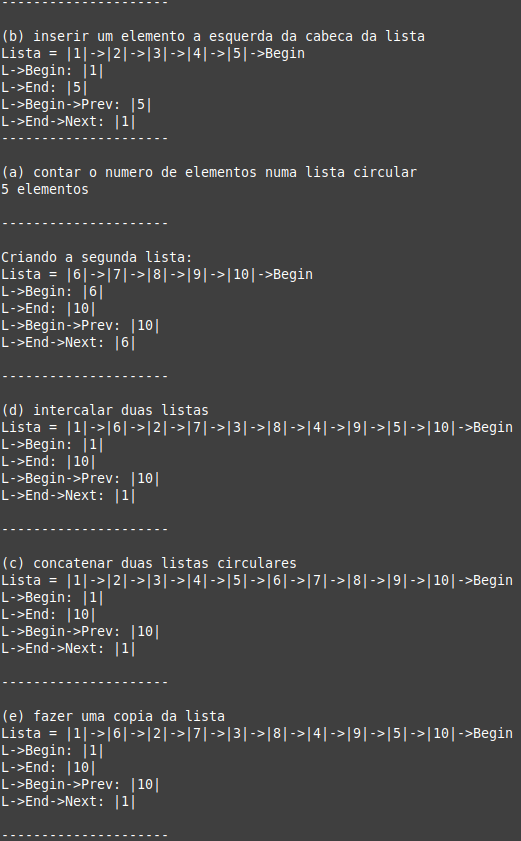 ---------------------
(b) inserir um elemento a esquerda da cabeca da lista
Lista = |1|->|2|->|3|->|4|->|5|->Begin
L->Begin: |1|
L->End: |5|
L->Begin->Prev: |5|
L->End->Next: |1|
---------------------
(a) contar o numero de elementos numa lista circular
5 elementos
---------------------
Criando a segunda lista:
Lista = |6|->|7|->|8|->|9|->|10|->Begin
L->Begin: |6|
L->End: |10|
L->Begin->Prev: |10|
L->End->Next: |6|
---------------------
(d) intercalar duas listas
Lista = |1|->|6|->|2|->|7|->|3|->|8|->|4|->|9|->|5|->|10|->Begin
L->Begin: |1|
L->End: |10|
L->Begin->Prev: |10|
L->End->Next: |1|
---------------------
(c) concatenar duas listas circulares
Lista = |1|->|2|->|3|->|4|->|5|->|6|->|7|->|8|->|9|->|10|->Begin
L->Begin: |1|
L->End: |10|
L->Begin->Prev: |10|
L->End->Next: |1|
---------------------
(e) fazer uma copia da lista
Lista = |1|->|6|->|2|->|7|->|3|->|8|->|4|->|9|->|5|->|10|->Begin
L->Begin: |1|
L->End: |10|
L->Begin->Prev: |10|
L->End->Next: |1|
---------------------